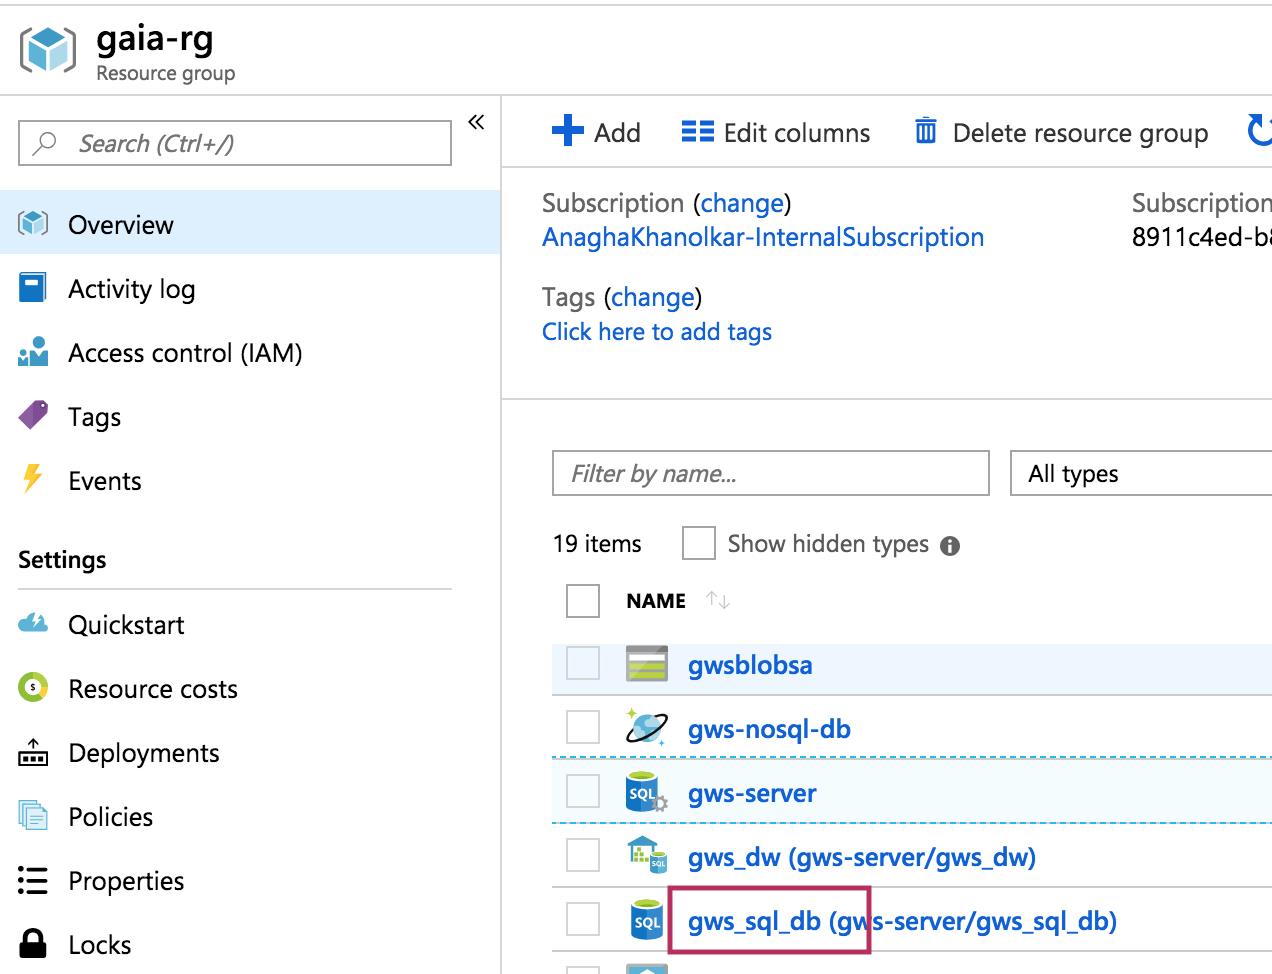 gaia-rg
Resource group
Search (Ctrl+/)
«
Overview
Activity log
Access control (IAM)
Tags
Events
Settings
Quickstart
Resource costs
Deployments
Policies
Properties
Locks
Add
Edit columns
Delete resource group
Subscription (change)
AnaghaKhanolkar-InternalSubscription
Subscription
8911c4ed-b8
Tags (change)
Click here to add tags
Filter by name...
All types
19 items
Show hidden types
NAME
gwsblobsa
gws-nosql-db
SQL gws-server
SQL gws_dw (gws-server/gws_dw)
SQL gws_sql_db (gws-server/gws_sql_db)